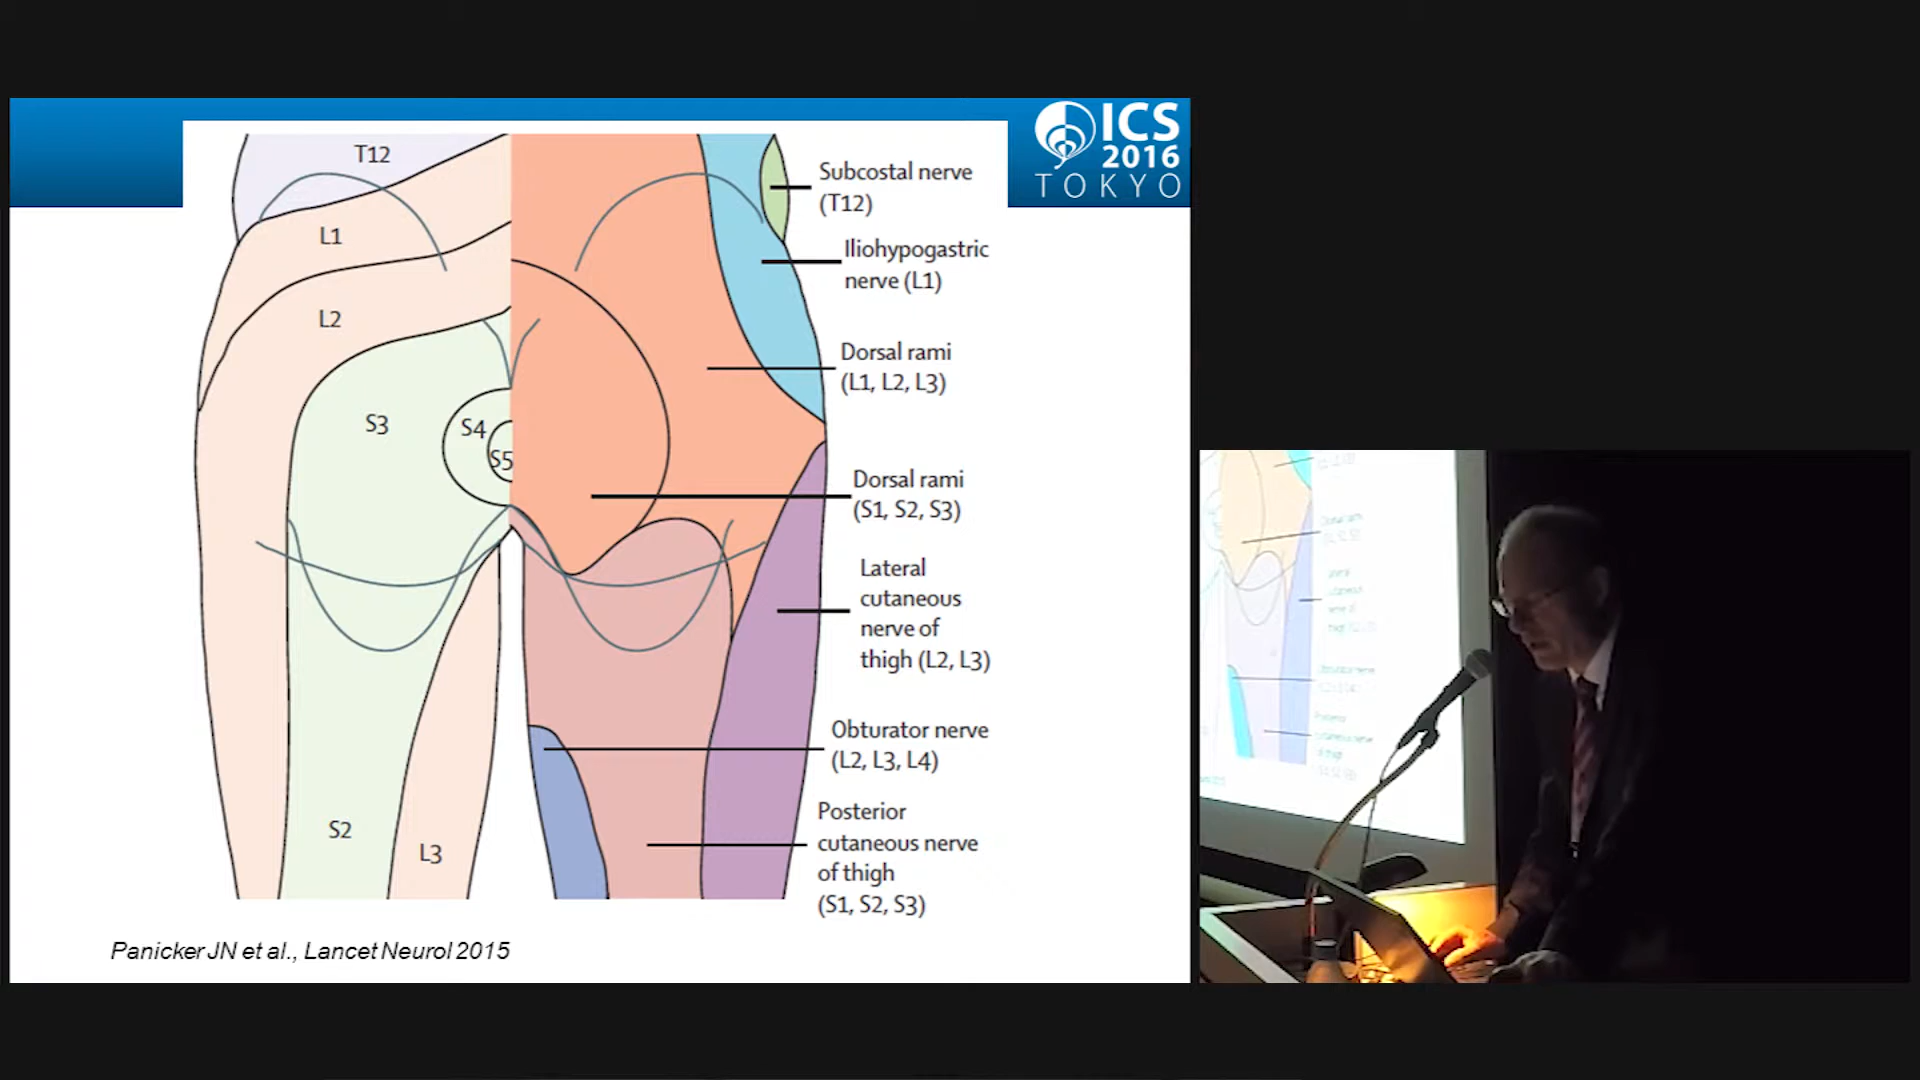 ICS
2016
TOKYO
T12
L1
L2
S3
S4
S5
S2
L3
Subcostal nerve
(T12)
Iliohypogastric
nerve (L1)
Dorsal rami
(L1, L2, L3)
Dorsal rami
(S1, S2, S3)
Lateral
cutaneous
nerve of
thigh (L2, L3)
Obturator nerve
(L2, L3, L4)
Posterior
cutaneous nerve
of thigh
(S1, S2, S3)
Panicker JN et al., Lancet Neurol 2015